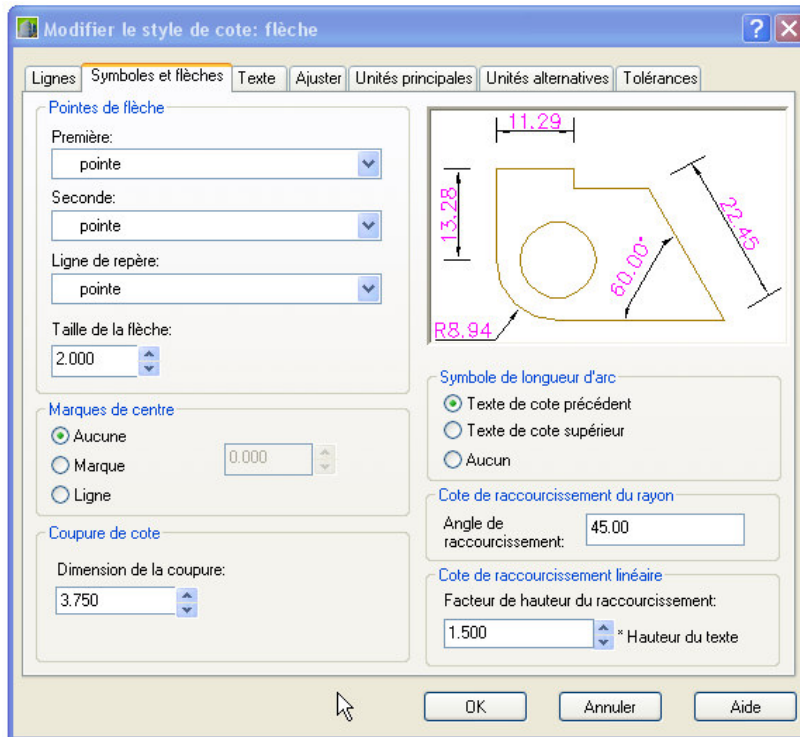 Modifier le style de cote: flèche
Lignes
Symboles et flèches
Texte
Ajuster
Unités principales
Unités alternatives
Tolérances
Pointes de flèche
Première:
pointe
Seconde:
pointe
Ligne de repère:
pointe
Taille de la flèche:
2.000
Marques de centre
Aucune
Marque
Ligne
0.000
Coupure de cote
Dimension de la coupure:
3.750
11.29
13.28
22.45
60.00°
R8.94
Symbole de longueur d'arc
Texte de cote précédent
Texte de cote supérieur
Aucun
Cote de raccourcissement du rayon
Angle de
raccourcissement:
45.00
Cote de raccourcissement linéaire
Facteur de hauteur du raccourcissement:
1.500
* Hauteur du texte
OK
Annuler
Aide